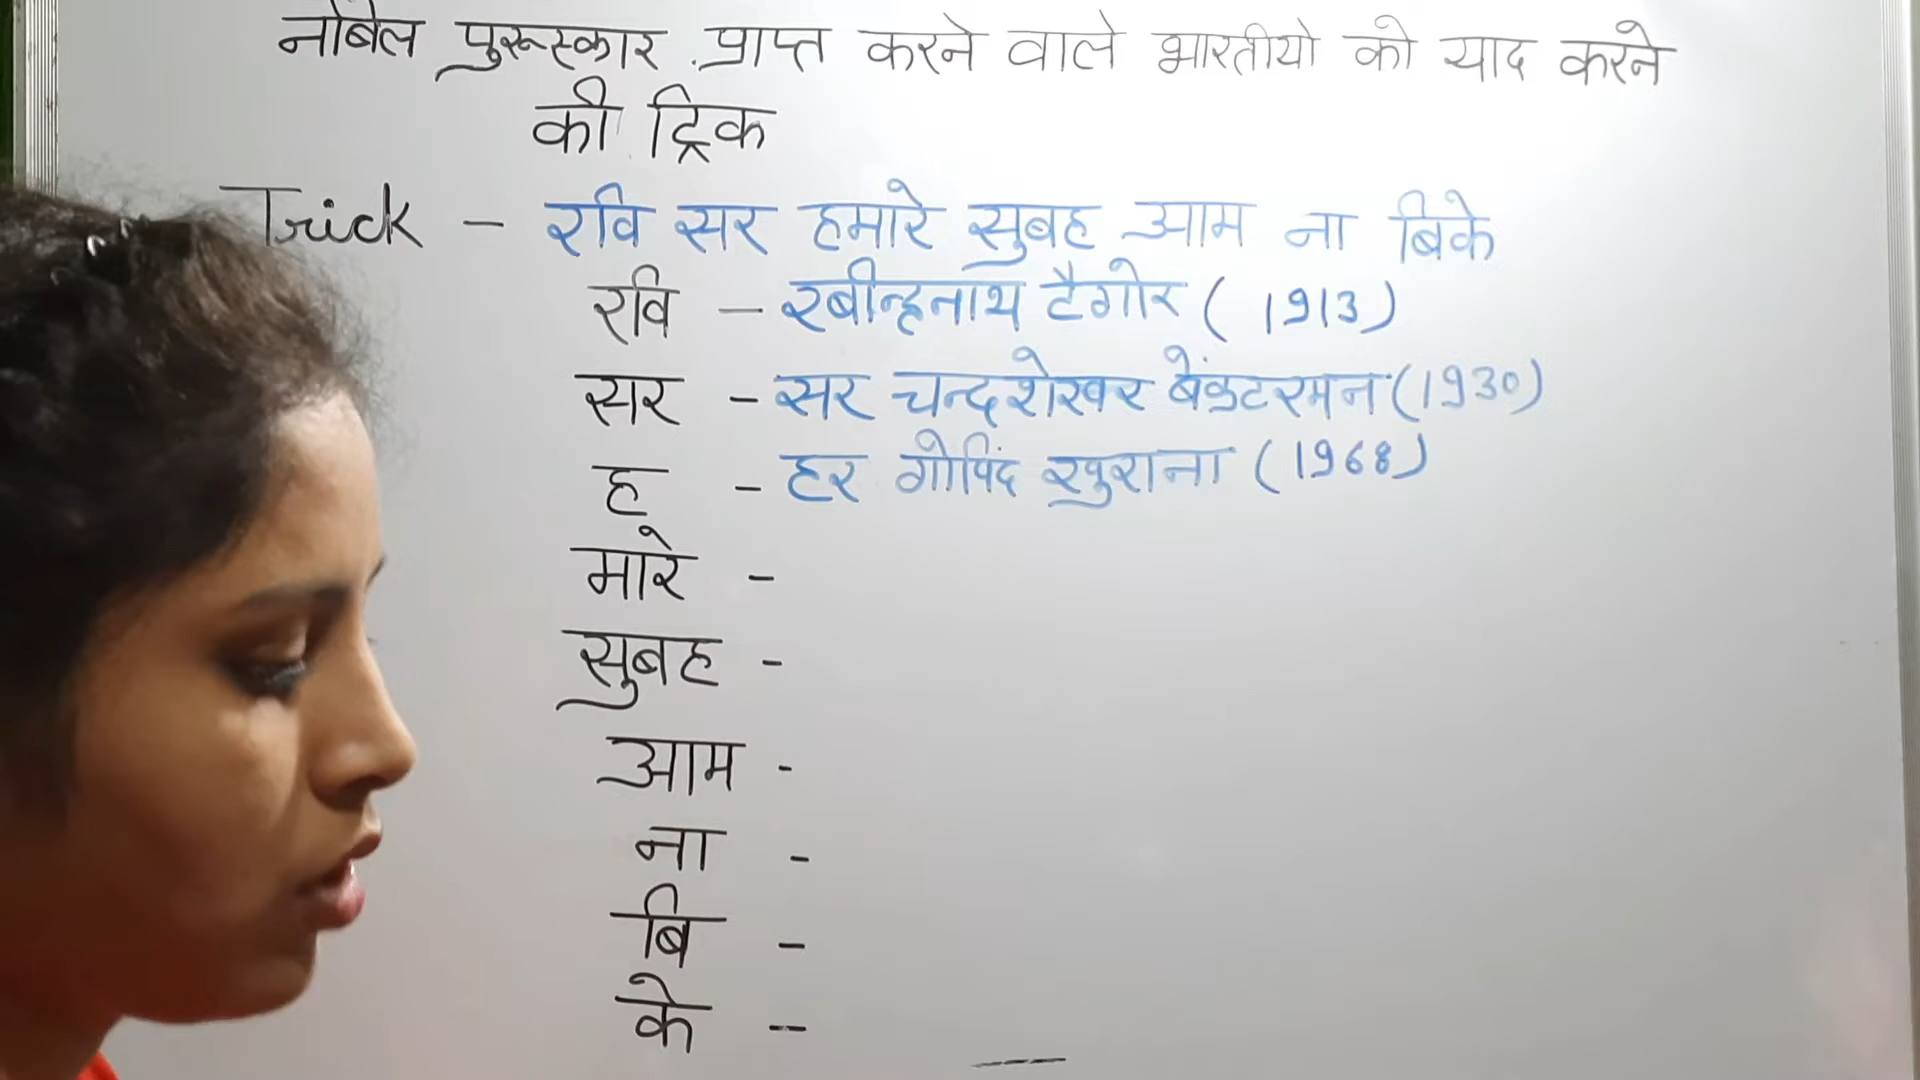 नोबेल पुरूस्कार प्राप्त करने वाले भारतीयो को याद करने
की ट्रिक
Trick - रवि सर हमारे सुबह आम ना बिके
रवि - रबीन्द्रनाथ टैगोर ( 1913 )
सर - सर चन्द्रशेखर बेंकटरमन (1930)
ह - हर गोविंद खुराना (1968)
मारे -
सुबह -
आम -
ना -
बि -
के --